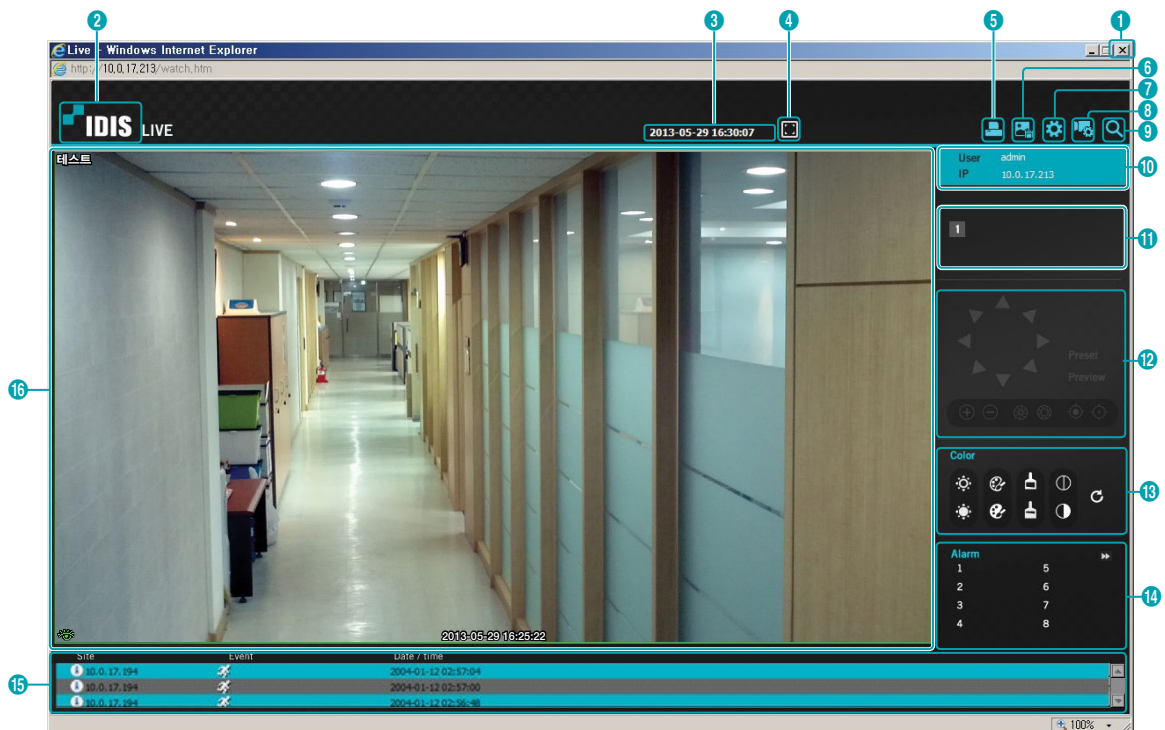 2
3
4
5
1
Live - Windows Internet Explorer
http://10,0,17,213/watch,htm
6
7
8
9
IDIS LIVE
2013-05-29 16:30:07
테스트
User admin
IP 10.0.17.213
10
1
11
Preset
Preview
12
16
Color
13
Alarm
1 5
2 6
3 7
4 8
14
2013-05-29 16:25:22
Site Event Date / time
10.0.17.194 2004-01-12 02:57:04
10.0.17.194 2004-01-12 02:57:00
10.0.17.194 2004-01-12 02:56:48
15
100%